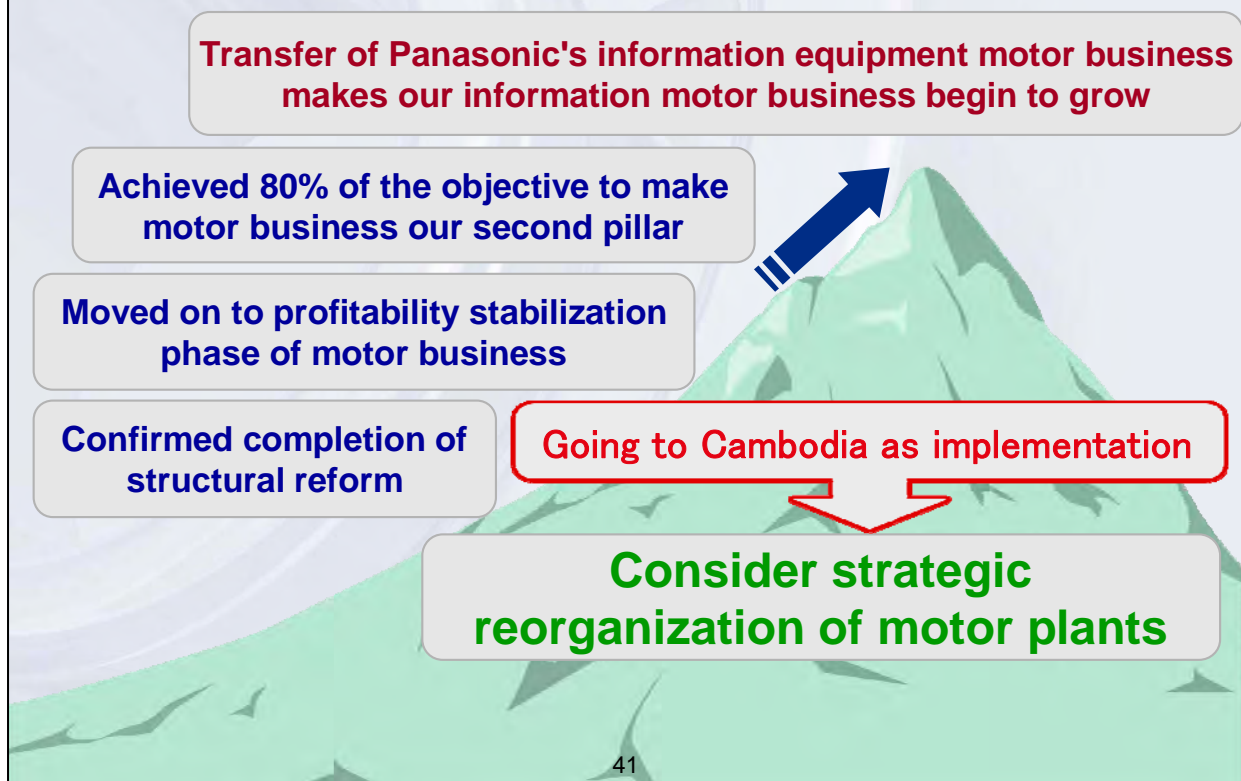 Transfer of Panasonic's information equipment motor business
makes our information motor business begin to grow
Achieved 80% of the objective to make
motor business our second pillar
Moved on to profitability stabilization
phase of motor business
Confirmed completion of
structural reform
Going to Cambodia as implementation
Consider strategic
reorganization of motor plants
41